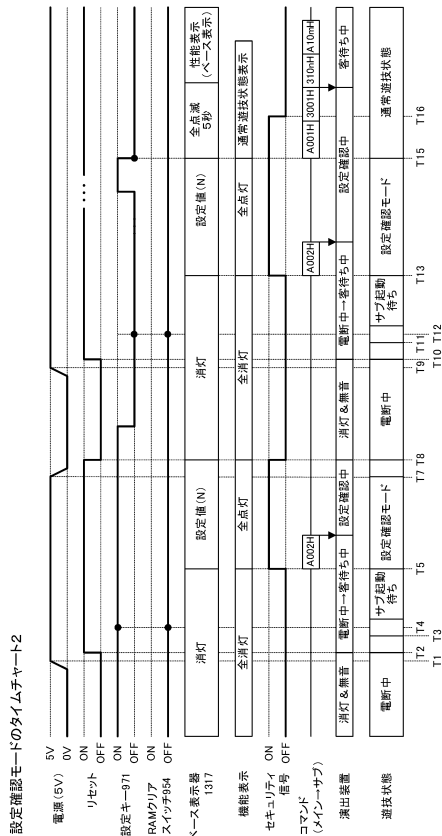 設定確認モードのタイムチャート2
電源(5V)
5V
0V
リセット
ON
OFF
設定キー971
ON
OFF
RAMクリア
スイッチ954
ON
OFF
ベース表示器
1317
消灯
設定値(N)
消灯
設定値(N)
全点滅
5秒
性能表示
(ベース表示)
機能表示
全消灯
全点灯
全消灯
全点灯
通常遊技状態表示
セキュリティ
信号
ON
OFF
コマンド
(メイン→サブ)
A002H
A002H
A001H
3001H
310nH
A10mH
演出装置
消灯&無音
電断中→客待ち中
設定確認中
消灯&無音
電断中→客待ち中
設定確認中
客待ち中
遊技状態
電断中
サブ起動
待ち
設定確認モード
電断中
サブ起動
待ち
設定確認モード
通常遊技状態
T1
T2
T3
T4
T5
T7
T8
T9
T10
T11
T12
T13
T15
T16
…